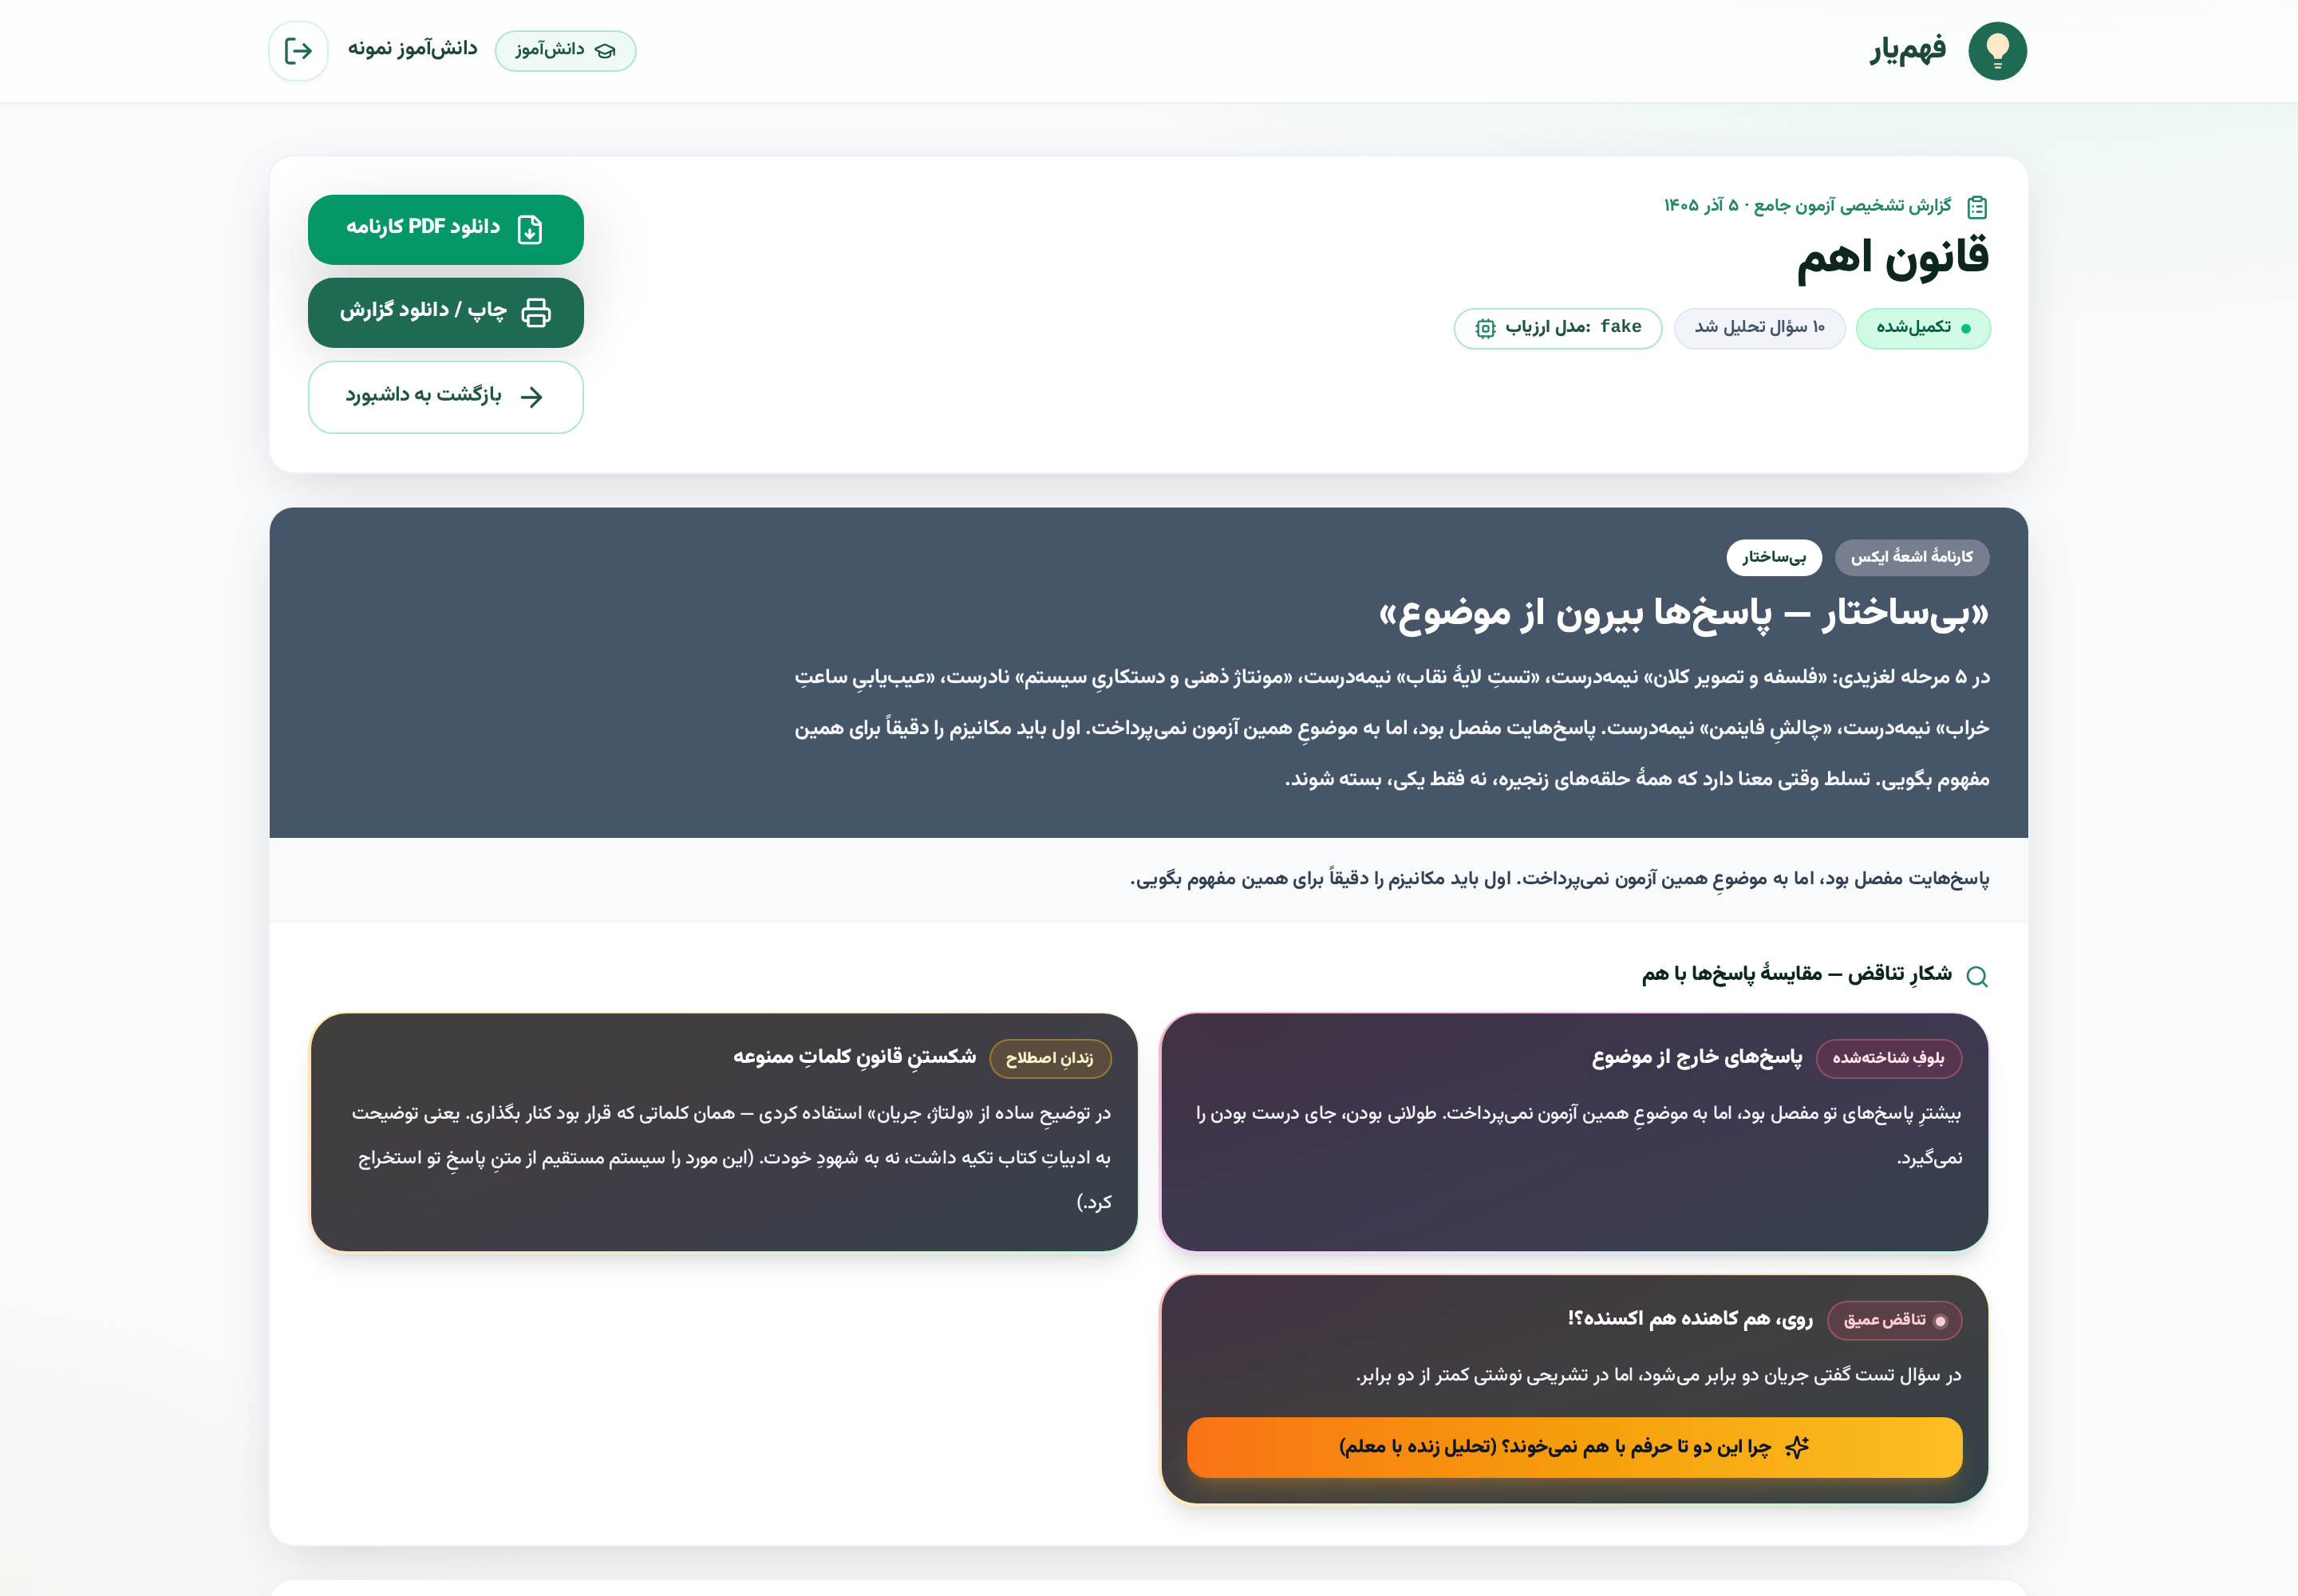 فهم‌یار
دانش‌آموز
دانش‌آموز نمونه
گزارش تشخیصی آزمون جامع · ۵ آذر ۱۴۰۵
قانون اهم
تکمیل‌شده
۱۰ سؤال تحلیل شد
fake :مدل ارزیاب
دانلود PDF کارنامه
چاپ / دانلود گزارش
بازگشت به داشبورد
کارنامهٔ اشعهٔ ایکس
بی‌ساختار
«بی‌ساختار — پاسخ‌ها بیرون از موضوع»
در ۵ مرحله لغزیدی: «فلسفه و تصویر کلان» نیمه‌درست، «تستِ لایهٔ نقاب» نیمه‌درست، «مونتاژ ذهنی و دستکاریِ سیستم» نادرست، «عیب‌یابیِ ساعتِ
خراب» نیمه‌درست، «چالشِ فاینمن» نیمه‌درست. پاسخ‌هایت مفصل بود، اما به موضوعِ همین آزمون نمی‌پرداخت. اول باید مکانیزم را دقیقاً برای همین
مفهوم بگویی. تسلط وقتی معنا دارد که همهٔ حلقه‌های زنجیره، نه فقط یکی، بسته شوند.
پاسخ‌هایت مفصل بود، اما به موضوعِ همین آزمون نمی‌پرداخت. اول باید مکانیزم را دقیقاً برای همین مفهوم بگویی.
شکارِ تناقض — مقایسهٔ پاسخ‌ها با هم
بلوفِ شناخته‌شده
پاسخ‌های خارج از موضوع
بیشترِ پاسخ‌های تو مفصل بود، اما به موضوعِ همین آزمون نمی‌پرداخت. طولانی بودن، جای درست بودن را
نمی‌گیرد.
زندانِ اصطلاح
شکستنِ قانونِ کلماتِ ممنوعه
در توضیحِ ساده از «ولتاژ، جریان» استفاده کردی — همان کلماتی که قرار بود کنار بگذاری. یعنی توضیحت
به ادبیاتِ کتاب تکیه داشت، نه به شهودِ خودت. (این مورد را سیستم مستقیم از متنِ پاسخِ تو استخراج
کرد.)
تناقض عمیق
روی، هم کاهنده هم اکسنده؟!
در سؤال تست گفتی جریان دو برابر می‌شود، اما در تشریحی نوشتی کمتر از دو برابر.
چرا این دو تا حرفم با هم نمی‌خوند؟ (تحلیل زنده با معلم)